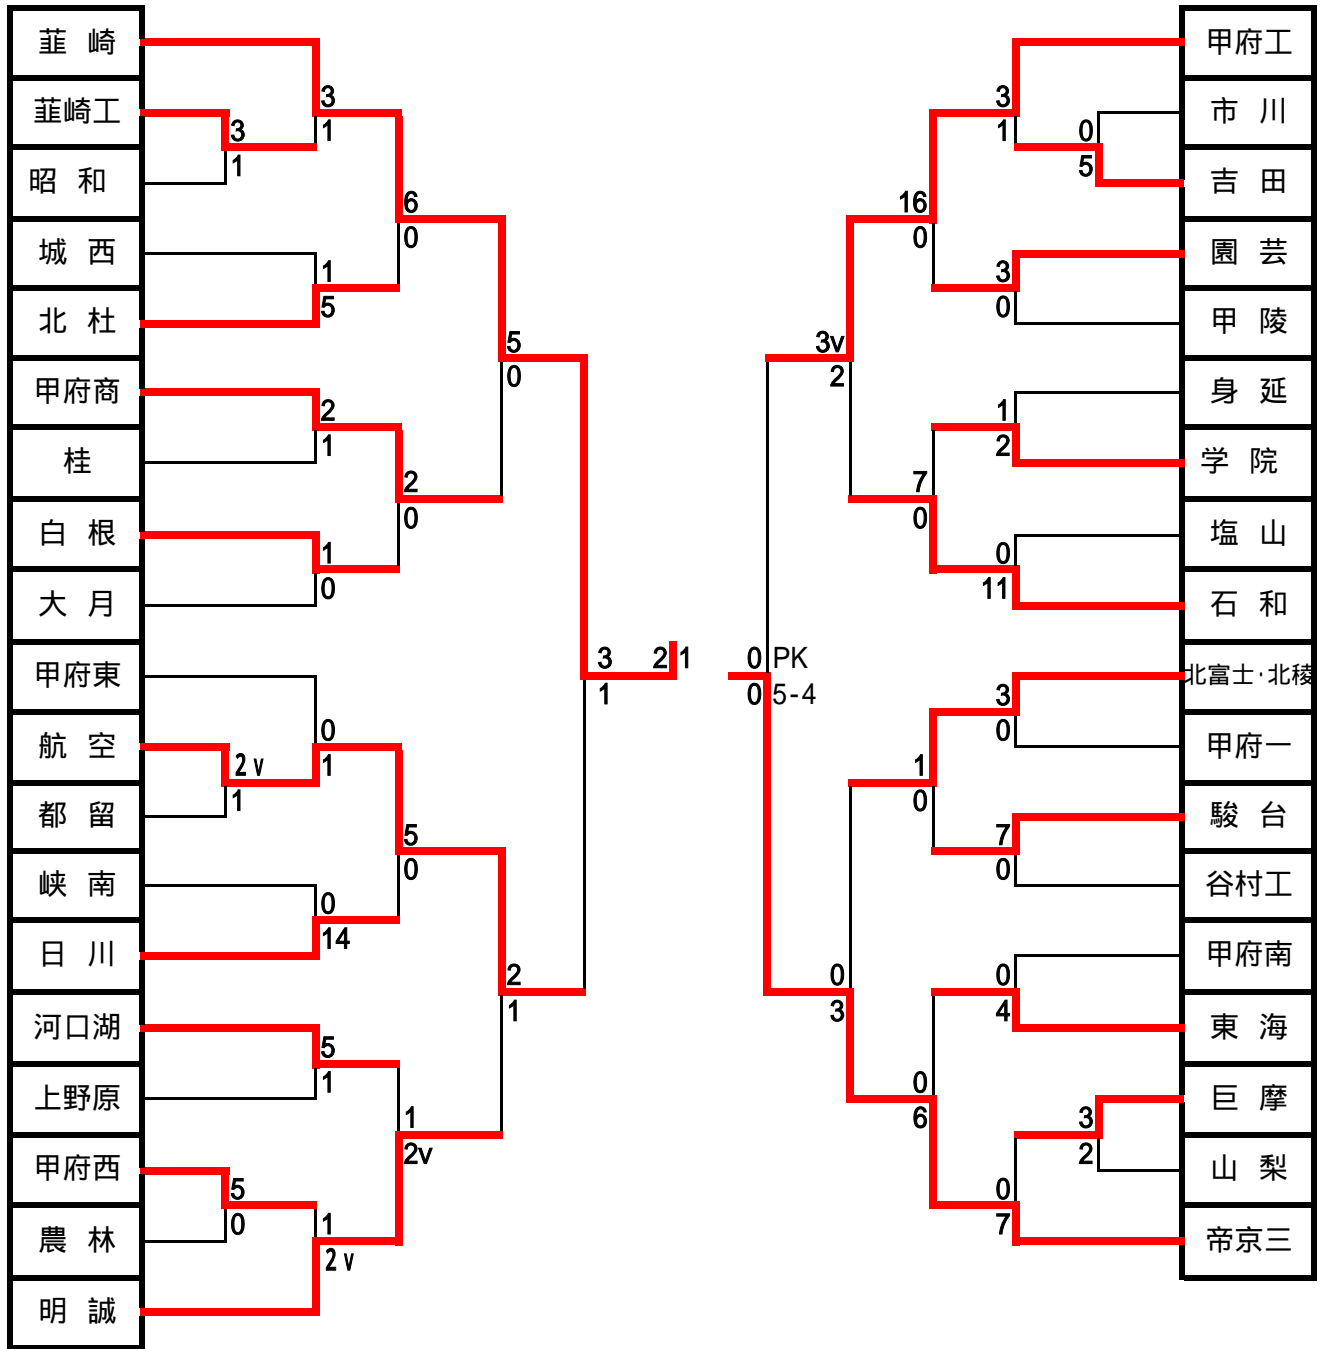 韮崎
韮崎工
昭和
城西
北杜
甲府商
桂
白根
大月
甲府東
航空
都留
峡南
日川
河口湖
上野原
甲府西
農林
明誠
3
1
3
1
6
0
1
5
5
0
2
1
2
0
1
0
3
1
2
1
0
1
2v
1
5
0
0
14
2
1
5
1
1
2v
5
0
1
2v
0 PK
0 5-4
3
1
0
5
16
0
3
0
3v
2
1
2
7
0
0
11
3
0
1
0
7
0
0
3
0
4
0
6
3
2
0
7
甲府工
市川
吉田
園芸
甲陵
身延
学院
塩山
石和
北富士·北稜
甲府一
駿台
谷村工
甲府南
東海
巨摩
山梨
帝京三